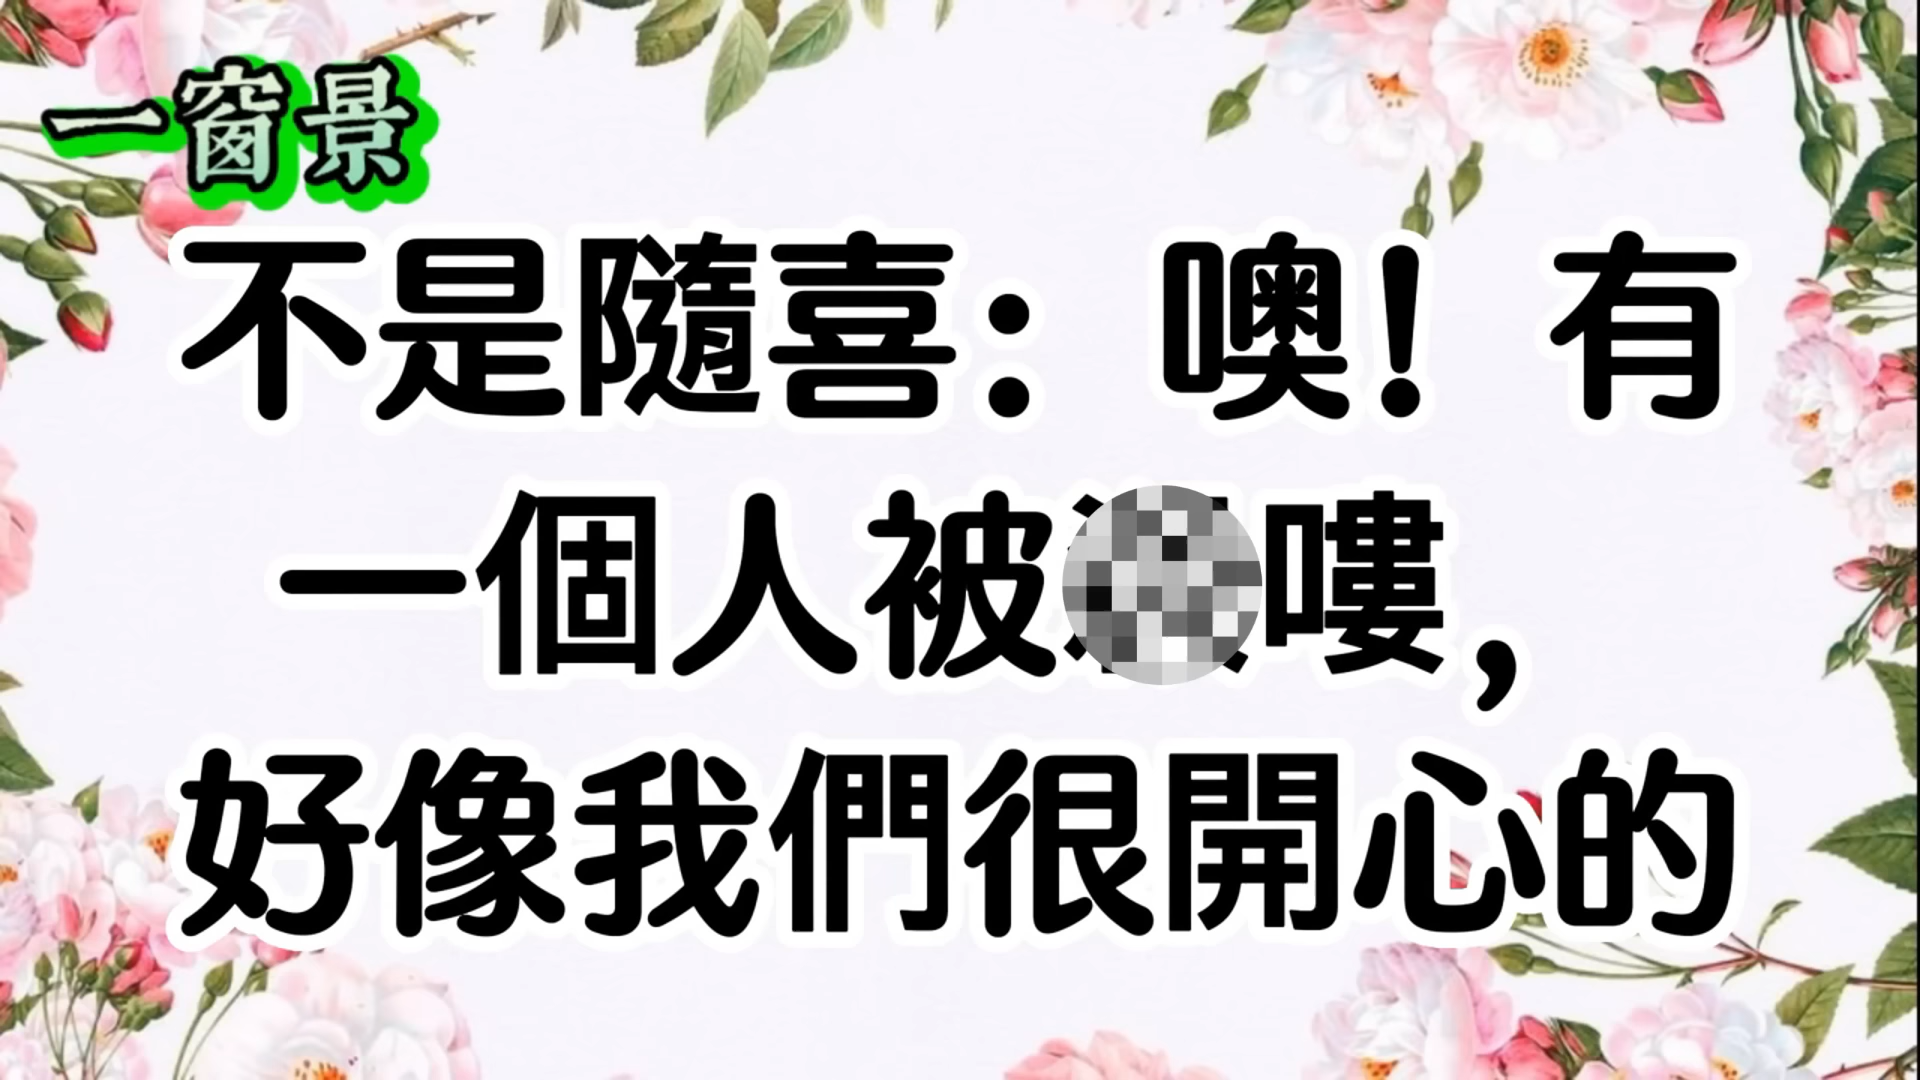 一窗景
不是隨喜：噢！有
一個人被嘍，
好像我們很開心的